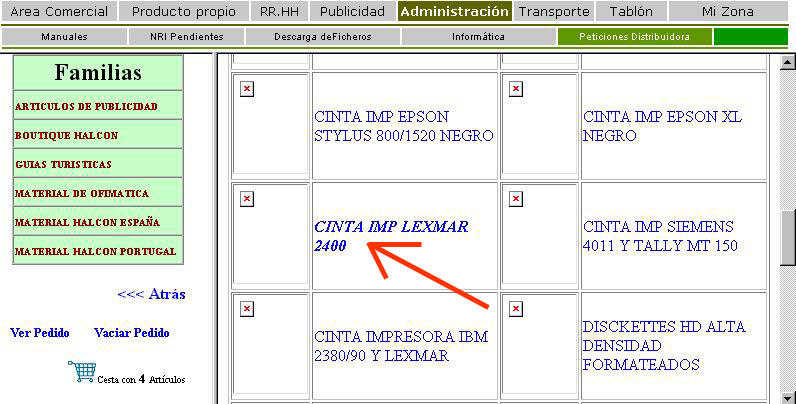 Area Comercial Producto propio RR.HH Publicidad Administración Transporte Tablón Mi Zona
Manuales NRI Pendientes Descarga deFicheros Informática Peticiones Distribuidora
Familias
ARTICULOS DE PUBLICIDAD
BOUTIQUE HALCON
GUIAS TURISTICAS
MATERIAL DE OFIMATICA
MATERIAL HALCON ESPAÑA
MATERIAL HALCON PORTUGAL
<<< Atrás
Ver Pedido Vaciar Pedido
Cesta con 4 Artículos
CINTA IMP EPSON
STYLUS 800/1520 NEGRO
CINTA IMP EPSON XL
NEGRO
CINTA IMP LEXMAR
2400
CINTA IMP SIEMENS
4011 Y TALLY MT 150
CINTA IMPRESORA IBM
2380/90 Y LEXMAR
DISCKETTES HD ALTA
DENSIDAD
FORMATEADOS